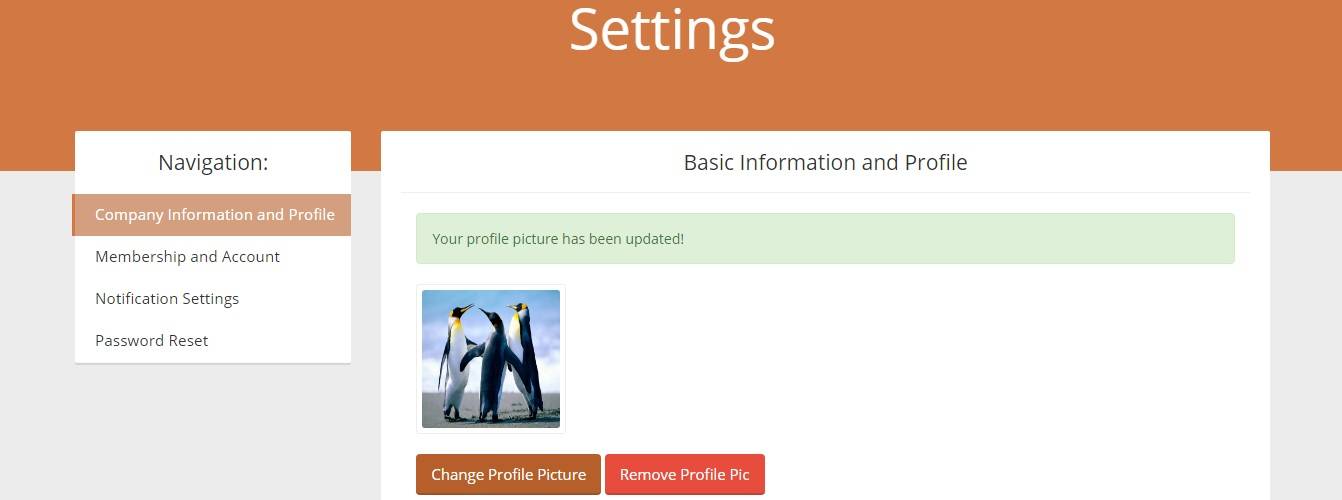 Settings
Navigation:
Company Information and Profile
Membership and Account
Notification Settings
Password Reset
Basic Information and Profile
Your profile picture has been updated!
Change Profile Picture
Remove Profile Pic